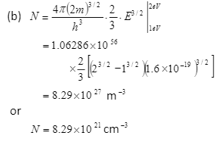 (b) N = 4π(2m)^{3/2} / h³ · 2/3 · E^{3/2} |_{1eV}^{2eV}
= 1.06286×10^{56}
× 2/3 [2^{3/2} −1^{3/2}](1.6×10^{−19})^{3/2}
= 8.29×10^{27} m^{−3}
or
N = 8.29×10^{21} cm^{−3}